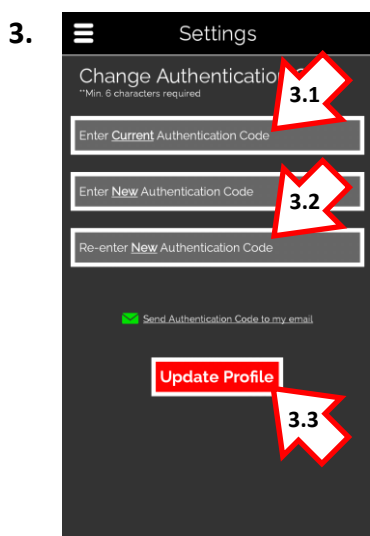 3.
Settings
Change Authentication
**Min. 6 characters required
3.1
Enter Current Authentication Code
Enter New Authentication Code
3.2
Re-enter New Authentication Code
Send Authentication Code to my email
Update Profile
3.3